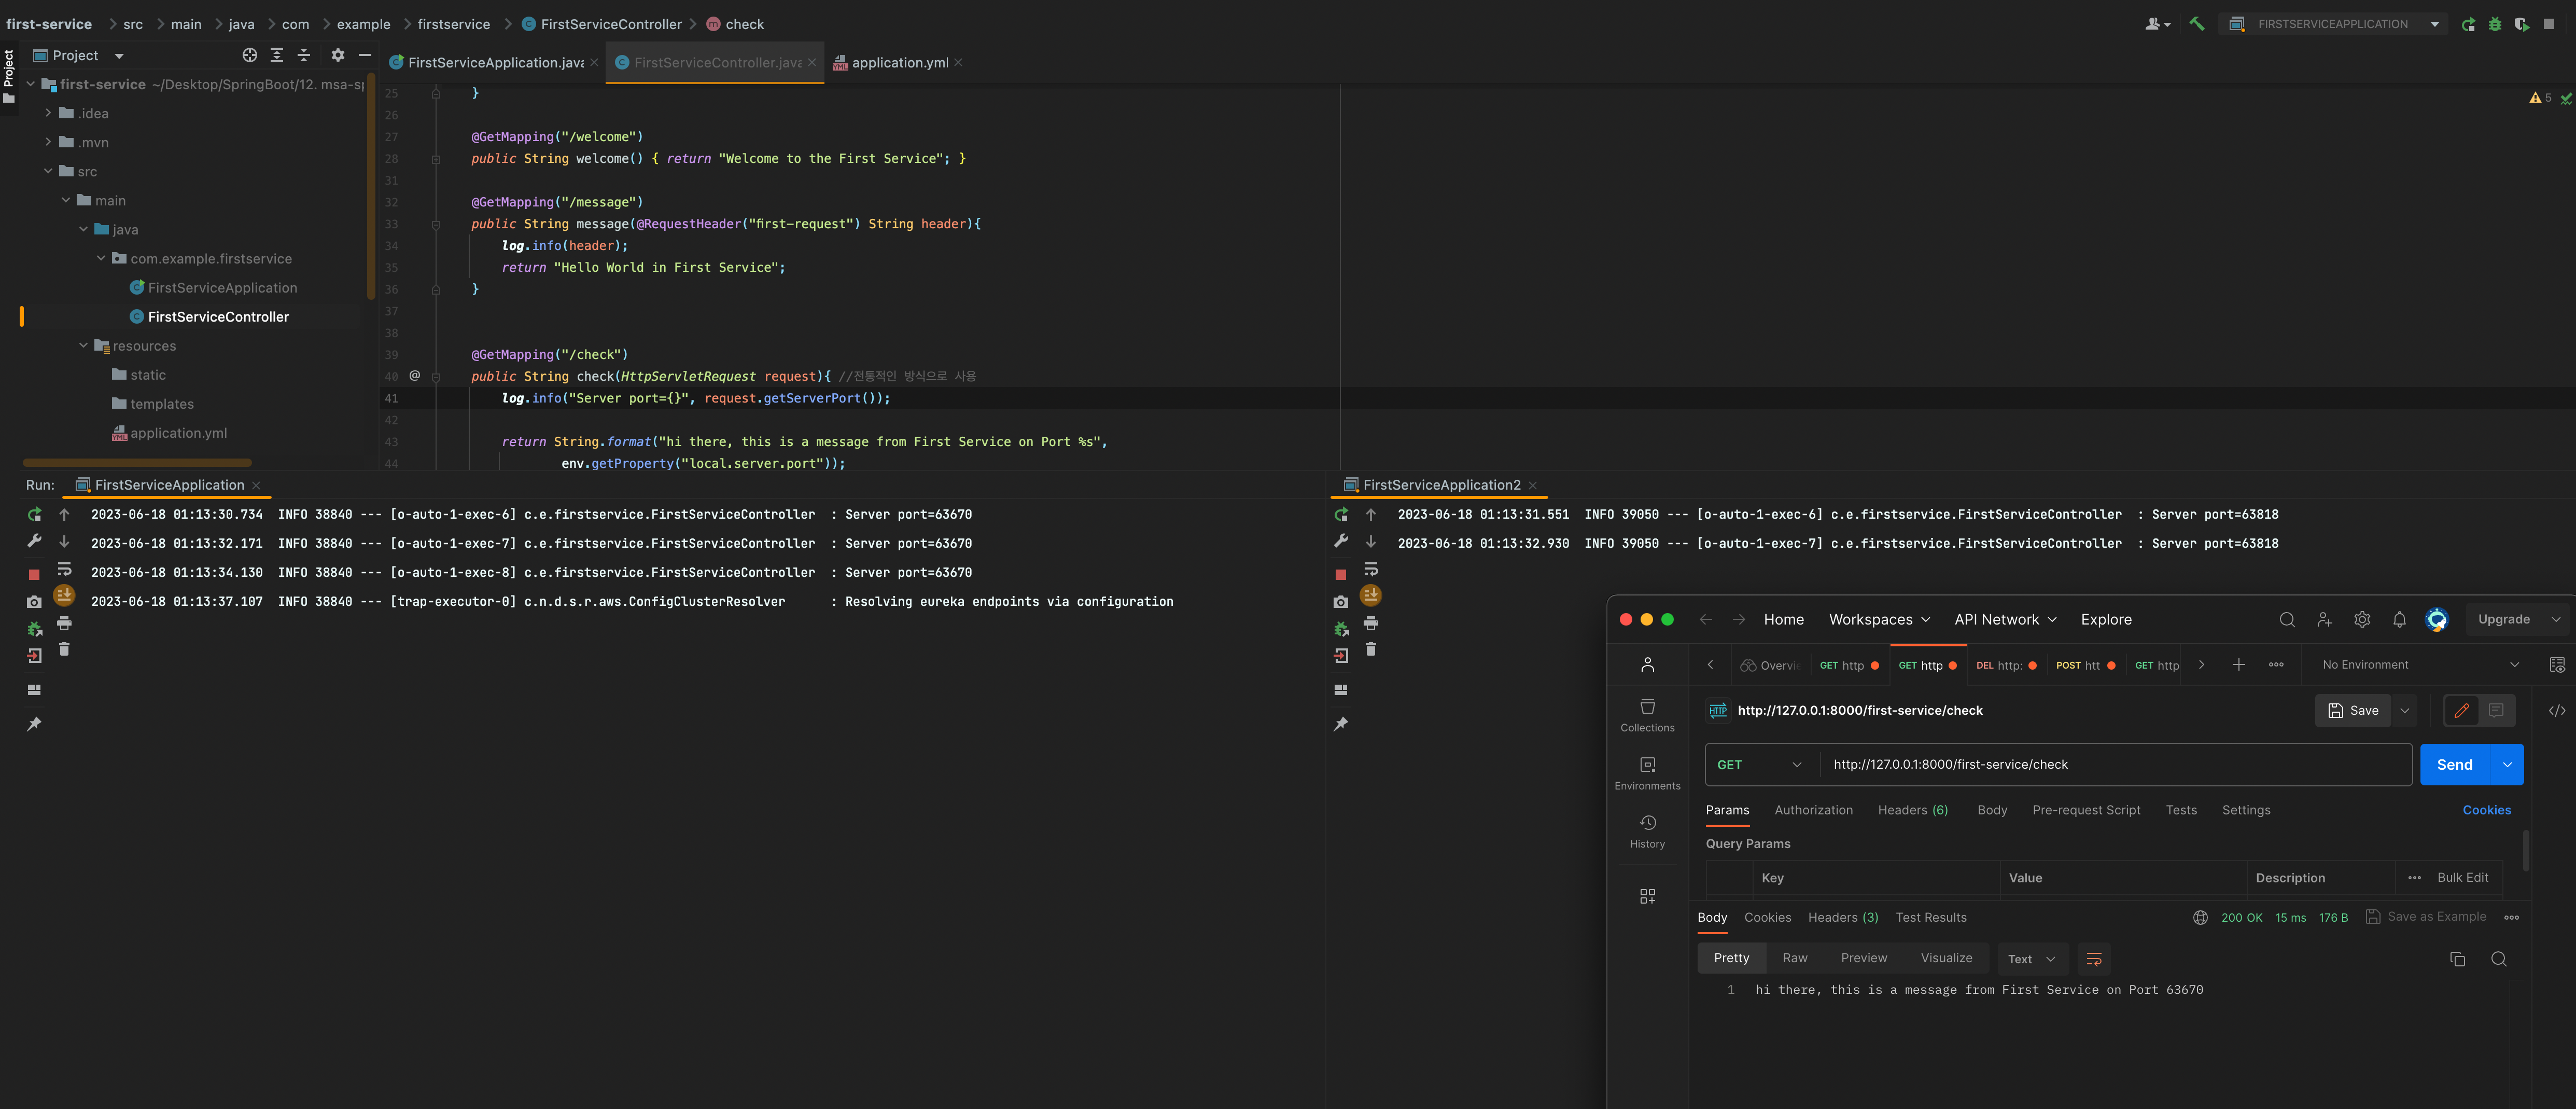 first-service > src > main > java > com > example > firstservice > FirstServiceController > check
FIRSTSERVICEAPPLICATION
Project
Project
FirstServiceApplication.java
FirstServiceController.java
application.yml
first-service ~/Desktop/SpringBoot/12. msa-sp
.idea
.mvn
src
main
java
com.example.firstservice
FirstServiceApplication
FirstServiceController
resources
static
templates
application.yml
5
25 }
26
27 @GetMapping("/welcome")
28 public String welcome() { return "Welcome to the First Service"; }
31
32 @GetMapping("/message")
33 public String message(@RequestHeader("first-request") String header){
34 log.info(header);
35 return "Hello World in First Service";
36 }
37
38
39 @GetMapping("/check")
40 @ public String check(HttpServletRequest request){ //전통적인 방식으로 사용
41 log.info("Server port={}", request.getServerPort());
42
43 return String.format("hi there, this is a message from First Service on Port %s",
44 env.getProperty("local.server.port"));
Run: FirstServiceApplication
2023-06-18 01:13:30.734 INFO 38840 --- [o-auto-1-exec-6] c.e.firstservice.FirstServiceController : Server port=63670
2023-06-18 01:13:32.171 INFO 38840 --- [o-auto-1-exec-7] c.e.firstservice.FirstServiceController : Server port=63670
2023-06-18 01:13:34.130 INFO 38840 --- [o-auto-1-exec-8] c.e.firstservice.FirstServiceController : Server port=63670
2023-06-18 01:13:37.107 INFO 38840 --- [trap-executor-0] c.n.d.s.r.aws.ConfigClusterResolver : Resolving eureka endpoints via configuration
FirstServiceApplication2
2023-06-18 01:13:31.551 INFO 39050 --- [o-auto-1-exec-6] c.e.firstservice.FirstServiceController : Server port=63818
2023-06-18 01:13:32.930 INFO 39050 --- [o-auto-1-exec-7] c.e.firstservice.FirstServiceController : Server port=63818
Home Workspaces API Network Explore Upgrade
Overvi GET http GET http DEL http: POST htt GET http No Environment
Collections
Environments
History
HTTP http://127.0.0.1:8000/first-service/check Save
GET http://127.0.0.1:8000/first-service/check Send
Params Authorization Headers (6) Body Pre-request Script Tests Settings Cookies
Query Params
Key Value Description Bulk Edit
Body Cookies Headers (3) Test Results 200 OK 15 ms 176 B Save as Example
Pretty Raw Preview Visualize Text
1 hi there, this is a message from First Service on Port 63670